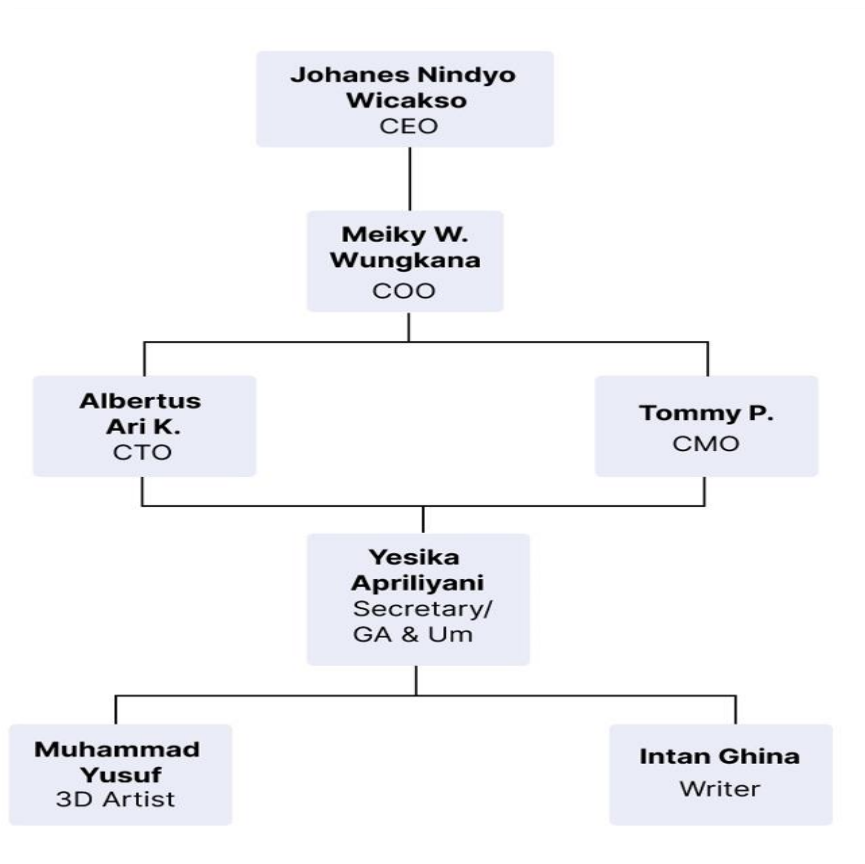 Johanes Nindyo
Wicakso
CEO
Meiky W.
Wungkana
COO
Albertus
Ari K.
CTO
Tommy P.
CMO
Yesika
Apriliyani
Secretary/
GA & Um
Muhammad
Yusuf
3D Artist
Intan Ghina
Writer